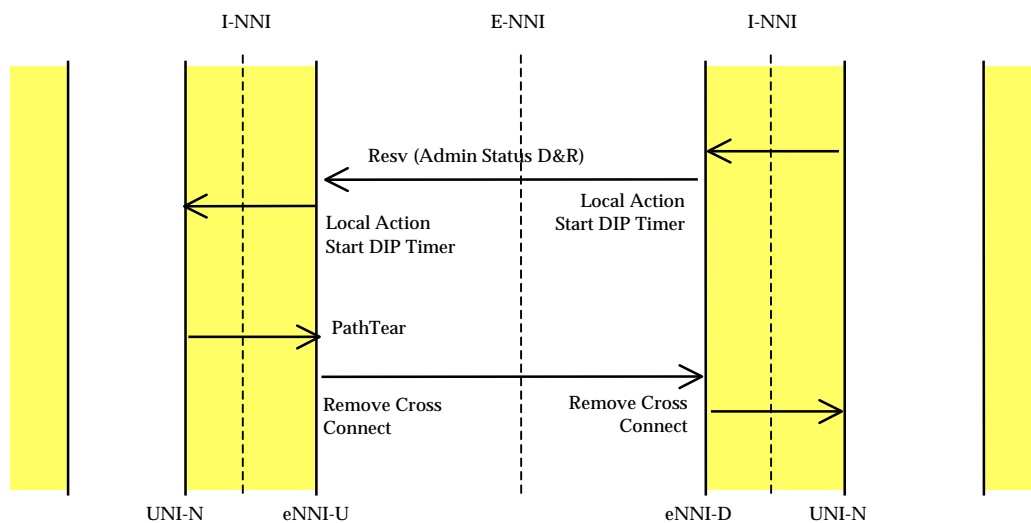 I-NNI
E-NNI
I-NNI
Resv (Admin Status D&R)
Local Action
Start DIP Timer
Local Action
Start DIP Timer
PathTear
Remove Cross
Connect
Remove Cross
Connect
UNI-N
eNNI-U
eNNI-D
UNI-N